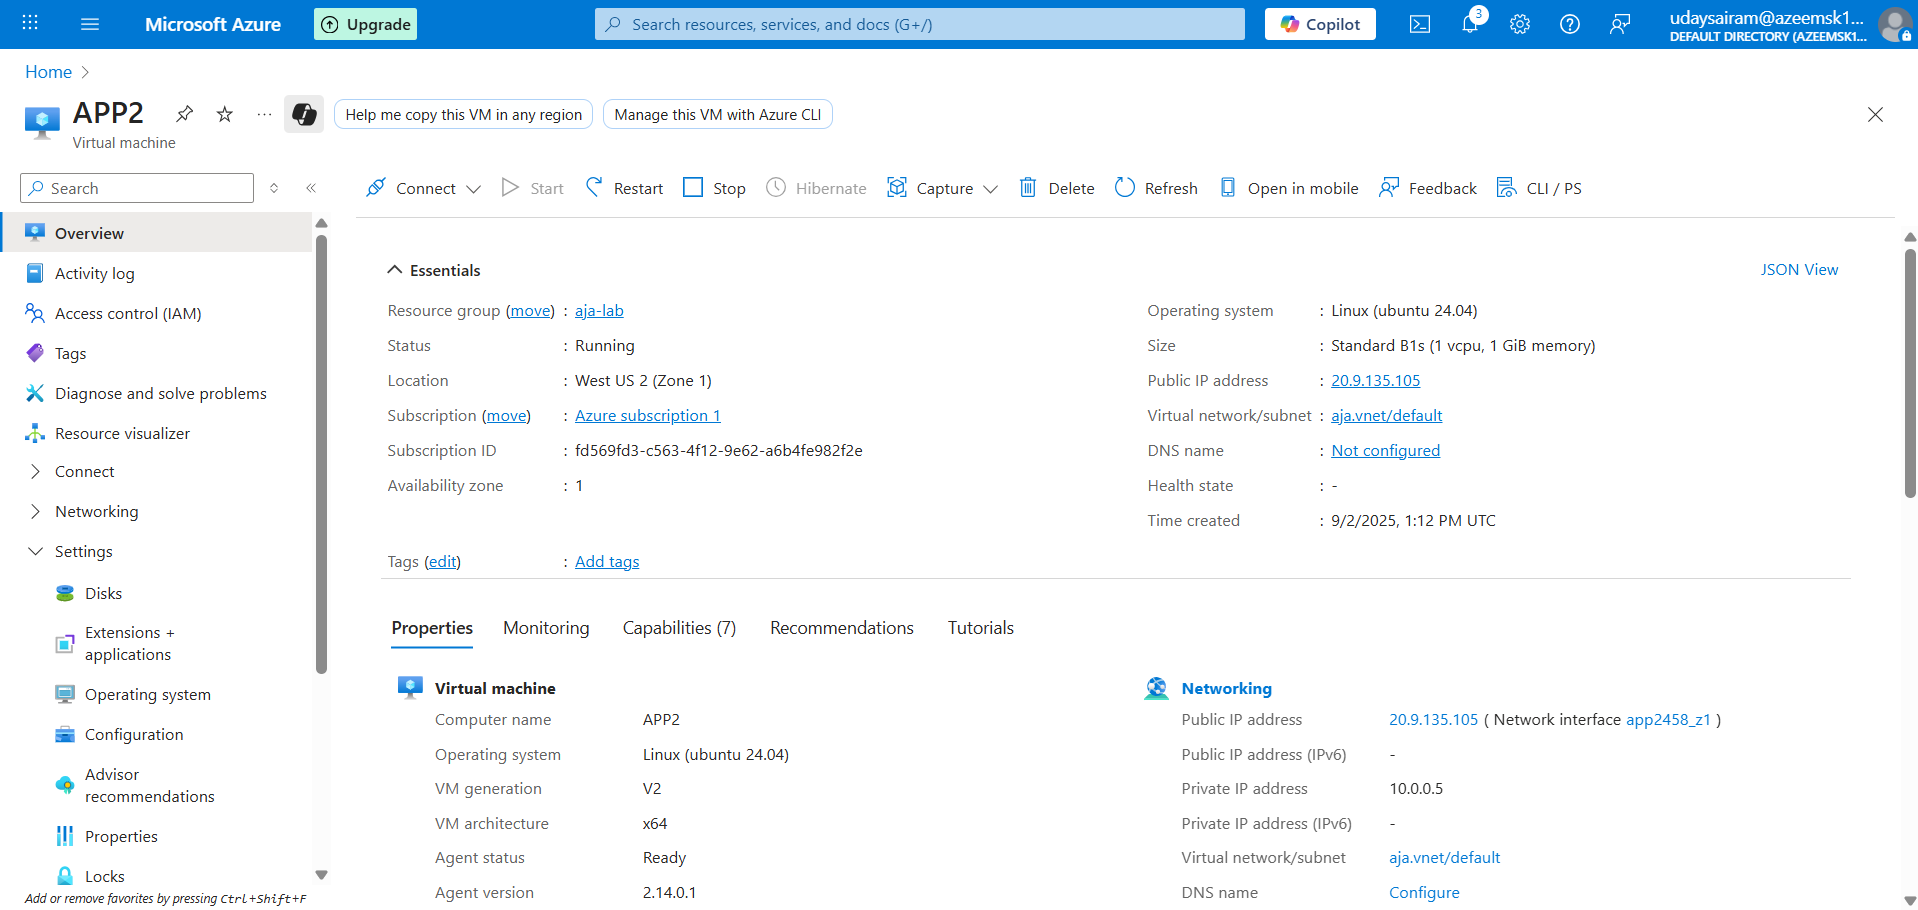 Microsoft Azure
Upgrade
Search resources, services, and docs (G+/)
Copilot
3
udaysairam@azeemsk1...
DEFAULT DIRECTORY (AZEEMSK1...
Home
APP2
Virtual machine
Help me copy this VM in any region
Manage this VM with Azure CLI
Search
Connect
Start
Restart
Stop
Hibernate
Capture
Delete
Refresh
Open in mobile
Feedback
CLI / PS
Overview
Activity log
Access control (IAM)
Tags
Diagnose and solve problems
Resource visualizer
Connect
Networking
Settings
Disks
Extensions +
applications
Operating system
Configuration
Advisor
recommendations
Properties
Locks
Add or remove favorites by pressing Ctrl+Shift+F
Essentials
JSON View
Resource group (move) : aja-lab
Status : Running
Location : West US 2 (Zone 1)
Subscription (move) : Azure subscription 1
Subscription ID : fd569fd3-c563-4f12-9e62-a6b4fe982f2e
Availability zone : 1
Operating system : Linux (ubuntu 24.04)
Size : Standard B1s (1 vcpu, 1 GiB memory)
Public IP address : 20.9.135.105
Virtual network/subnet : aja.vnet/default
DNS name : Not configured
Health state : -
Time created : 9/2/2025, 1:12 PM UTC
Tags (edit) : Add tags
Properties
Monitoring
Capabilities (7)
Recommendations
Tutorials
Virtual machine
Computer name APP2
Operating system Linux (ubuntu 24.04)
VM generation V2
VM architecture x64
Agent status Ready
Agent version 2.14.0.1
Networking
Public IP address 20.9.135.105 ( Network interface app2458_z1 )
Public IP address (IPv6) -
Private IP address 10.0.0.5
Private IP address (IPv6) -
Virtual network/subnet aja.vnet/default
DNS name Configure